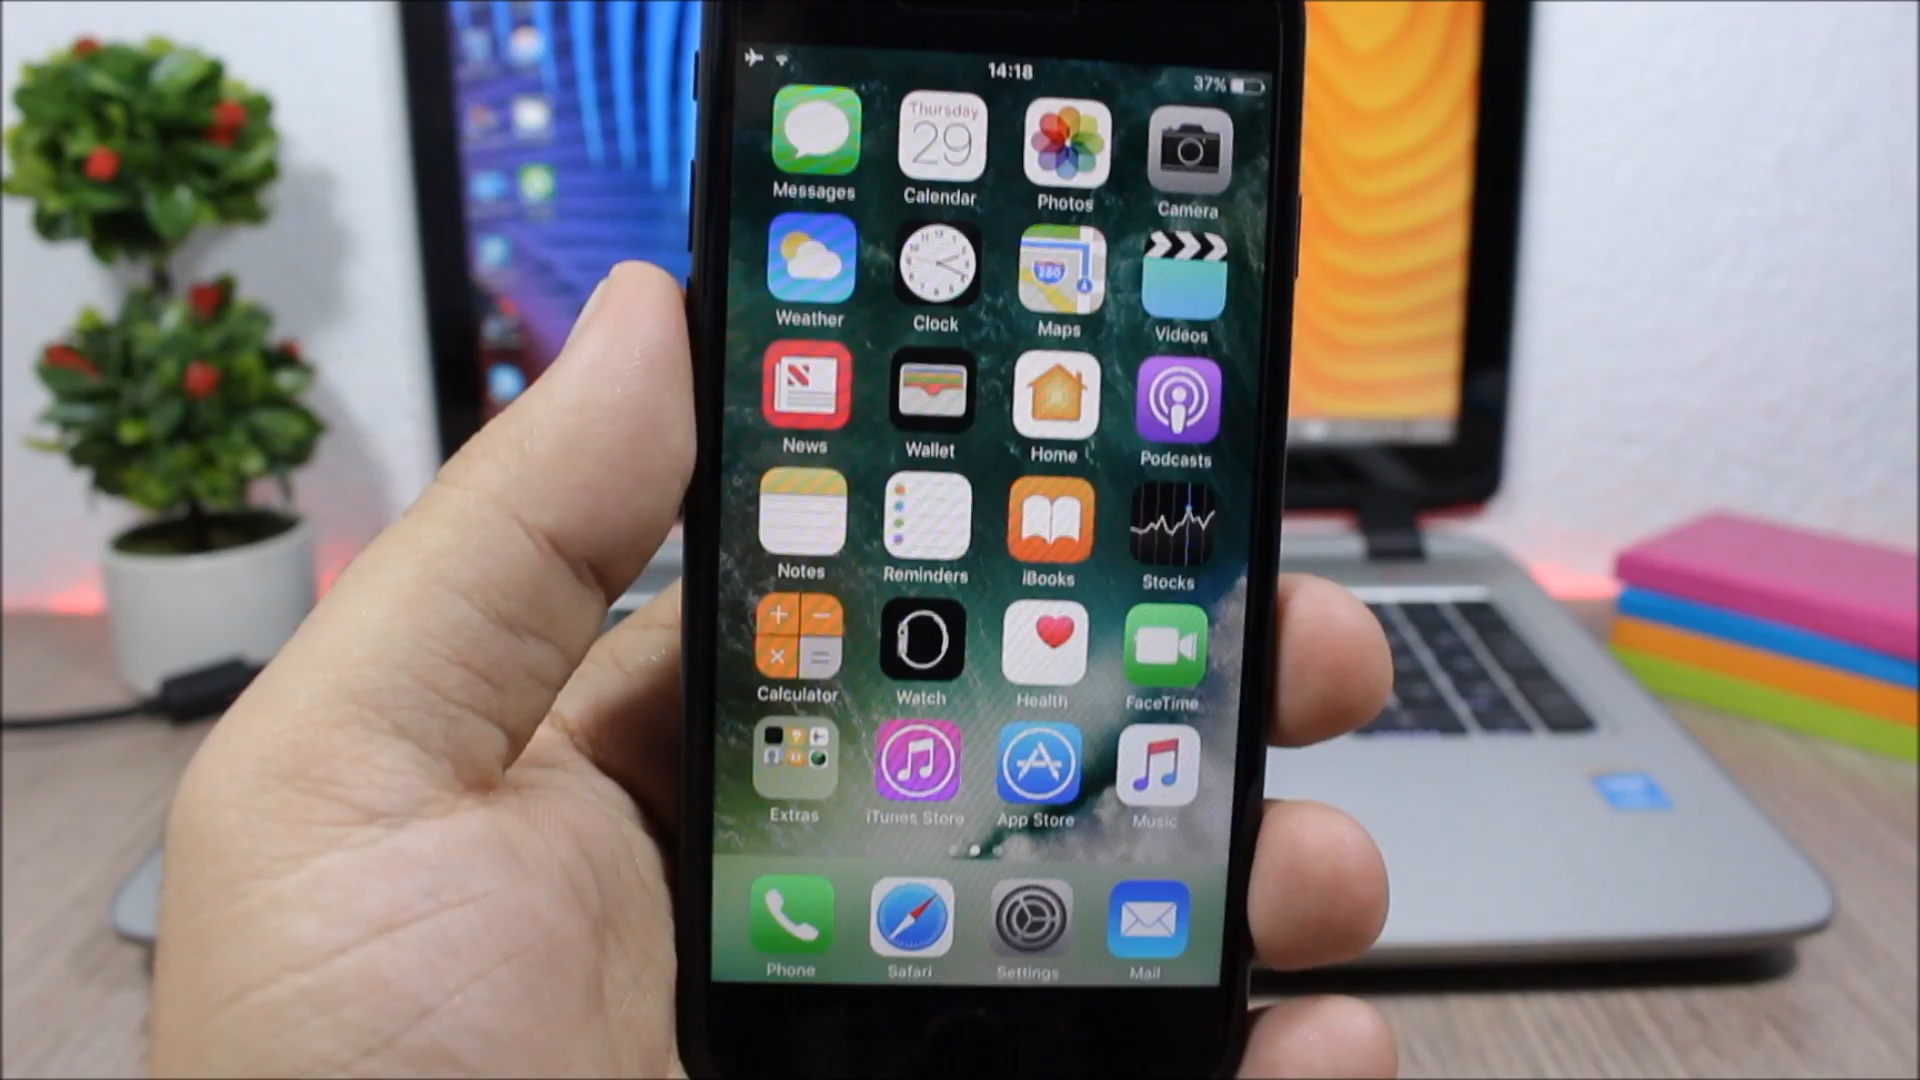 14:18
37%
Thursday
29
Messages
Calendar
Photos
Camera
280
Weather
Clock
Maps
Videos
News
Wallet
Home
Podcasts
Notes
Reminders
iBooks
Stocks
Calculator
Watch
Health
FaceTime
Extras
iTunes Store
App Store
Music
Phone
Safari
Settings
Mail